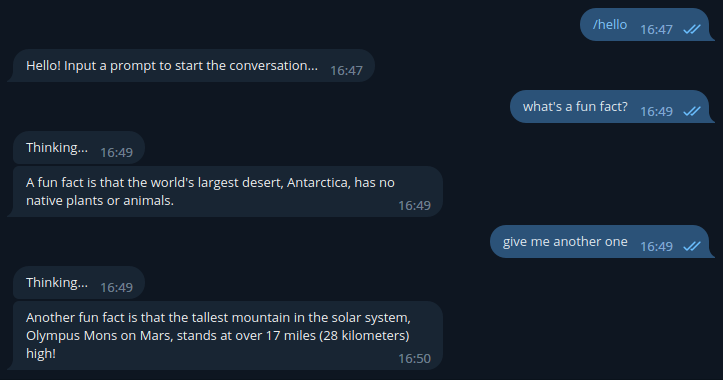 /hello 16:47
Hello! Input a prompt to start the conversation... 16:47
what's a fun fact? 16:49
Thinking... 16:49
A fun fact is that the world's largest desert, Antarctica, has no
native plants or animals.
16:49
give me another one 16:49
Thinking... 16:49
Another fun fact is that the tallest mountain in the solar system,
Olympus Mons on Mars, stands at over 17 miles (28 kilometers)
high!
16:50